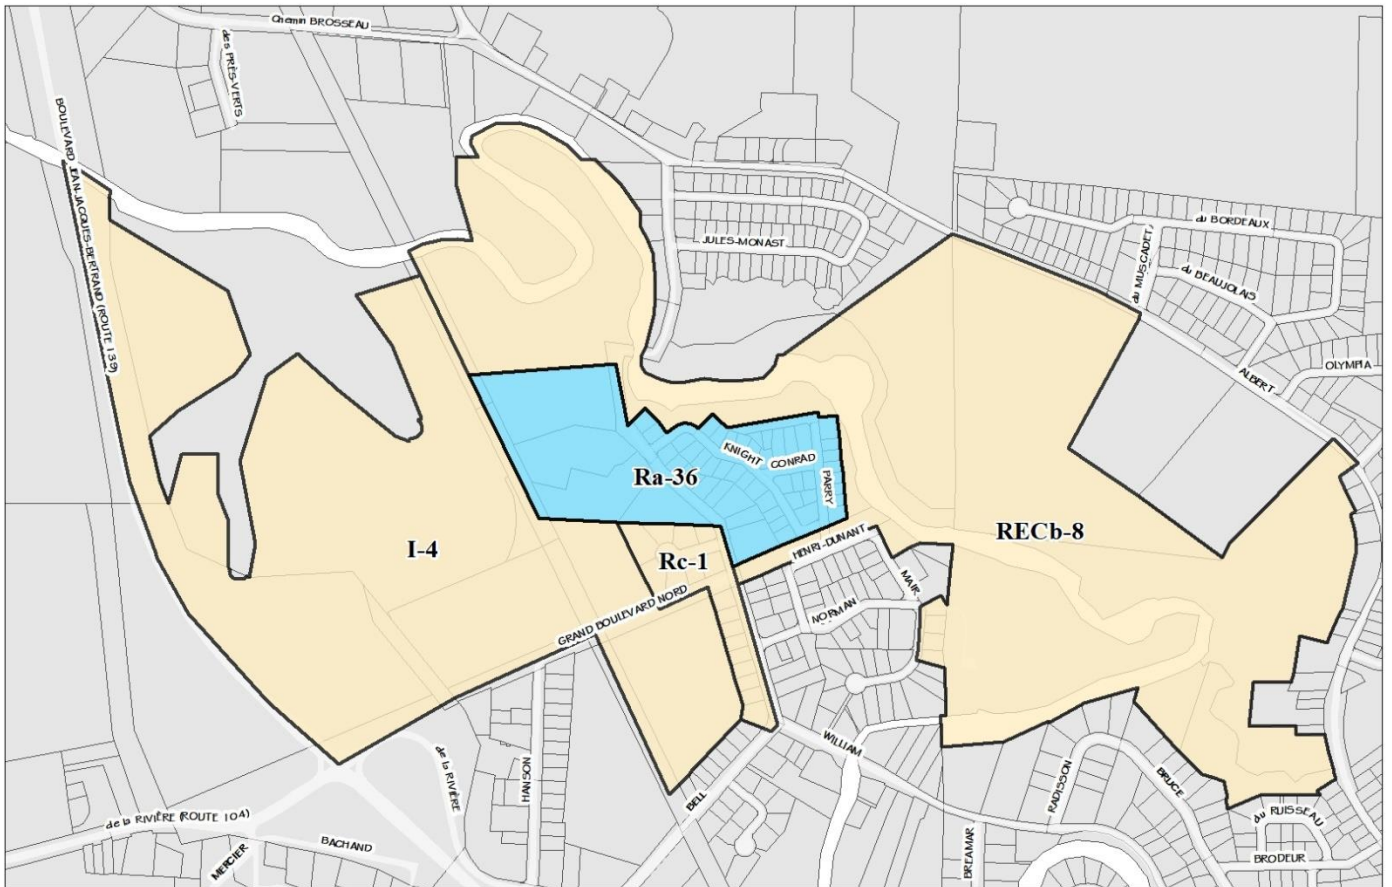 Chemin BROSSEAU
des PRÉS-VERTS
BOULEVARD JEAN-JACQUES-BERTRAND (ROUTE 139)
JULES-MONAST
du BORDEAUX
du MUSCADET
du BEAUJOLAIS
OLYMPIA
ALBERT
KNIGHT
CONRAD
PARRY
Ra-36
RECb-8
HENRI-DUNANT
I-4
Rc-1
MAIR
NORMAN
GRAND BOULEVARD NORD
WILLIAM
de la RIVIÈRE
HANSON
BELL
RADISSON
BRUCE
du RUISSEAU
de la RIVIÈRE (ROUTE 104)
MERCIER
BACHAND
BREAMAR
BRODEUR